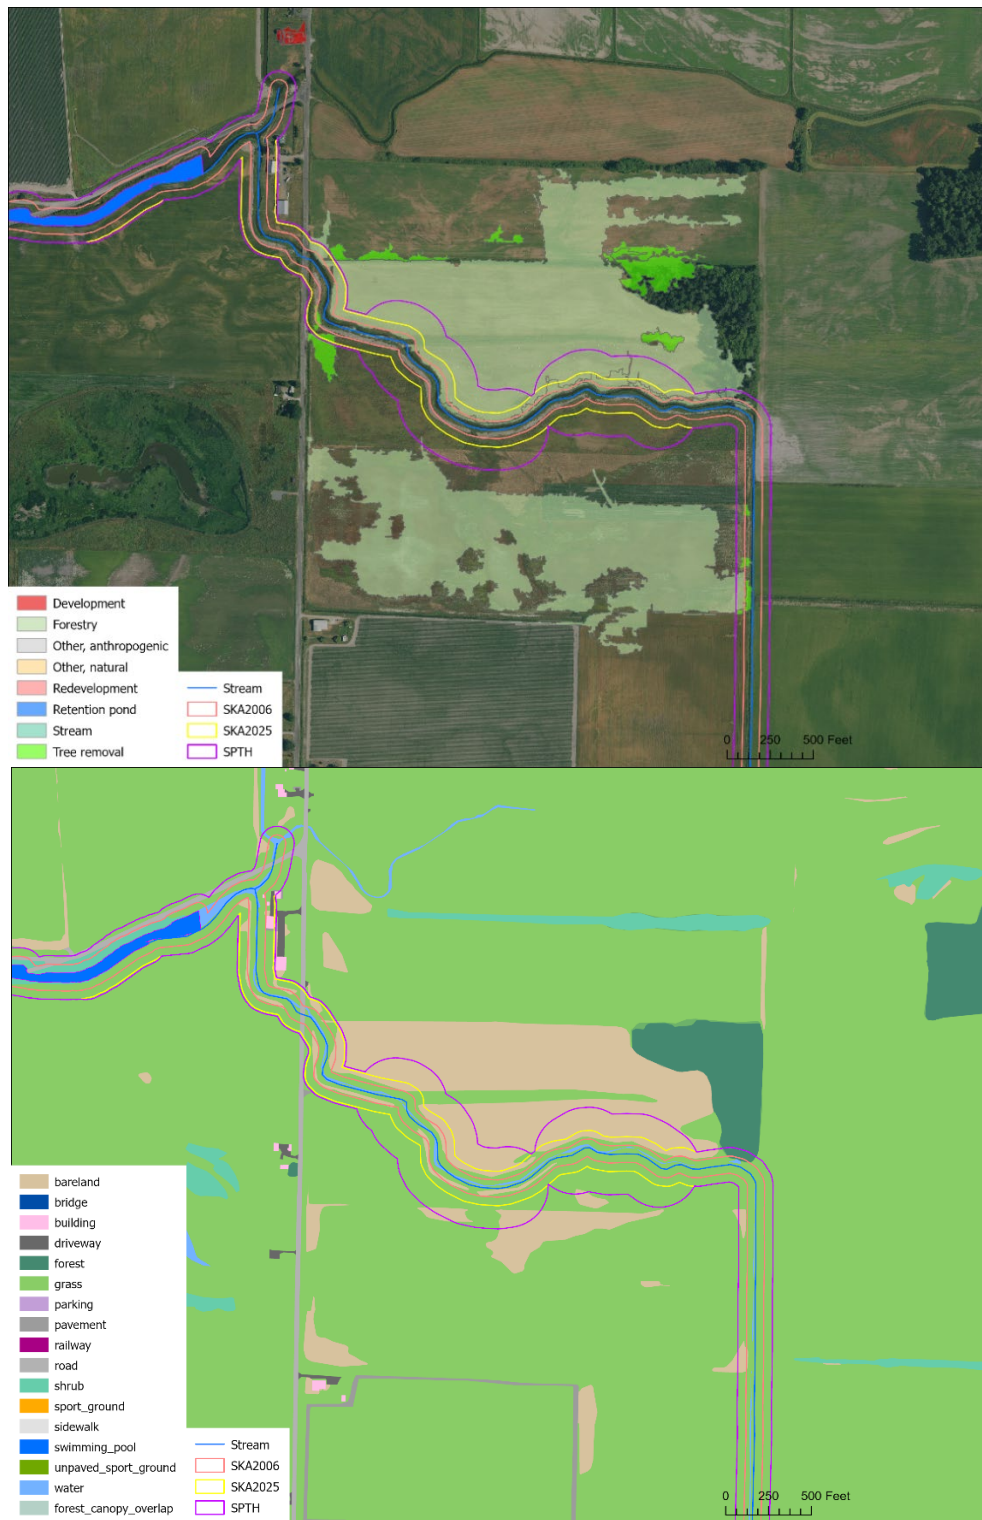 Development
Forestry
Other, anthropogenic
Other, natural
Redevelopment
Retention pond
Stream
Tree removal
Stream
SKA2006
SKA2025
SPTH
0 250 500 Feet
bareland
bridge
building
driveway
forest
grass
parking
pavement
railway
road
shrub
sport_ground
sidewalk
swimming_pool
unpaved_sport_ground
water
forest_canopy_overlap
Stream
SKA2006
SKA2025
SPTH
0 250 500 Feet